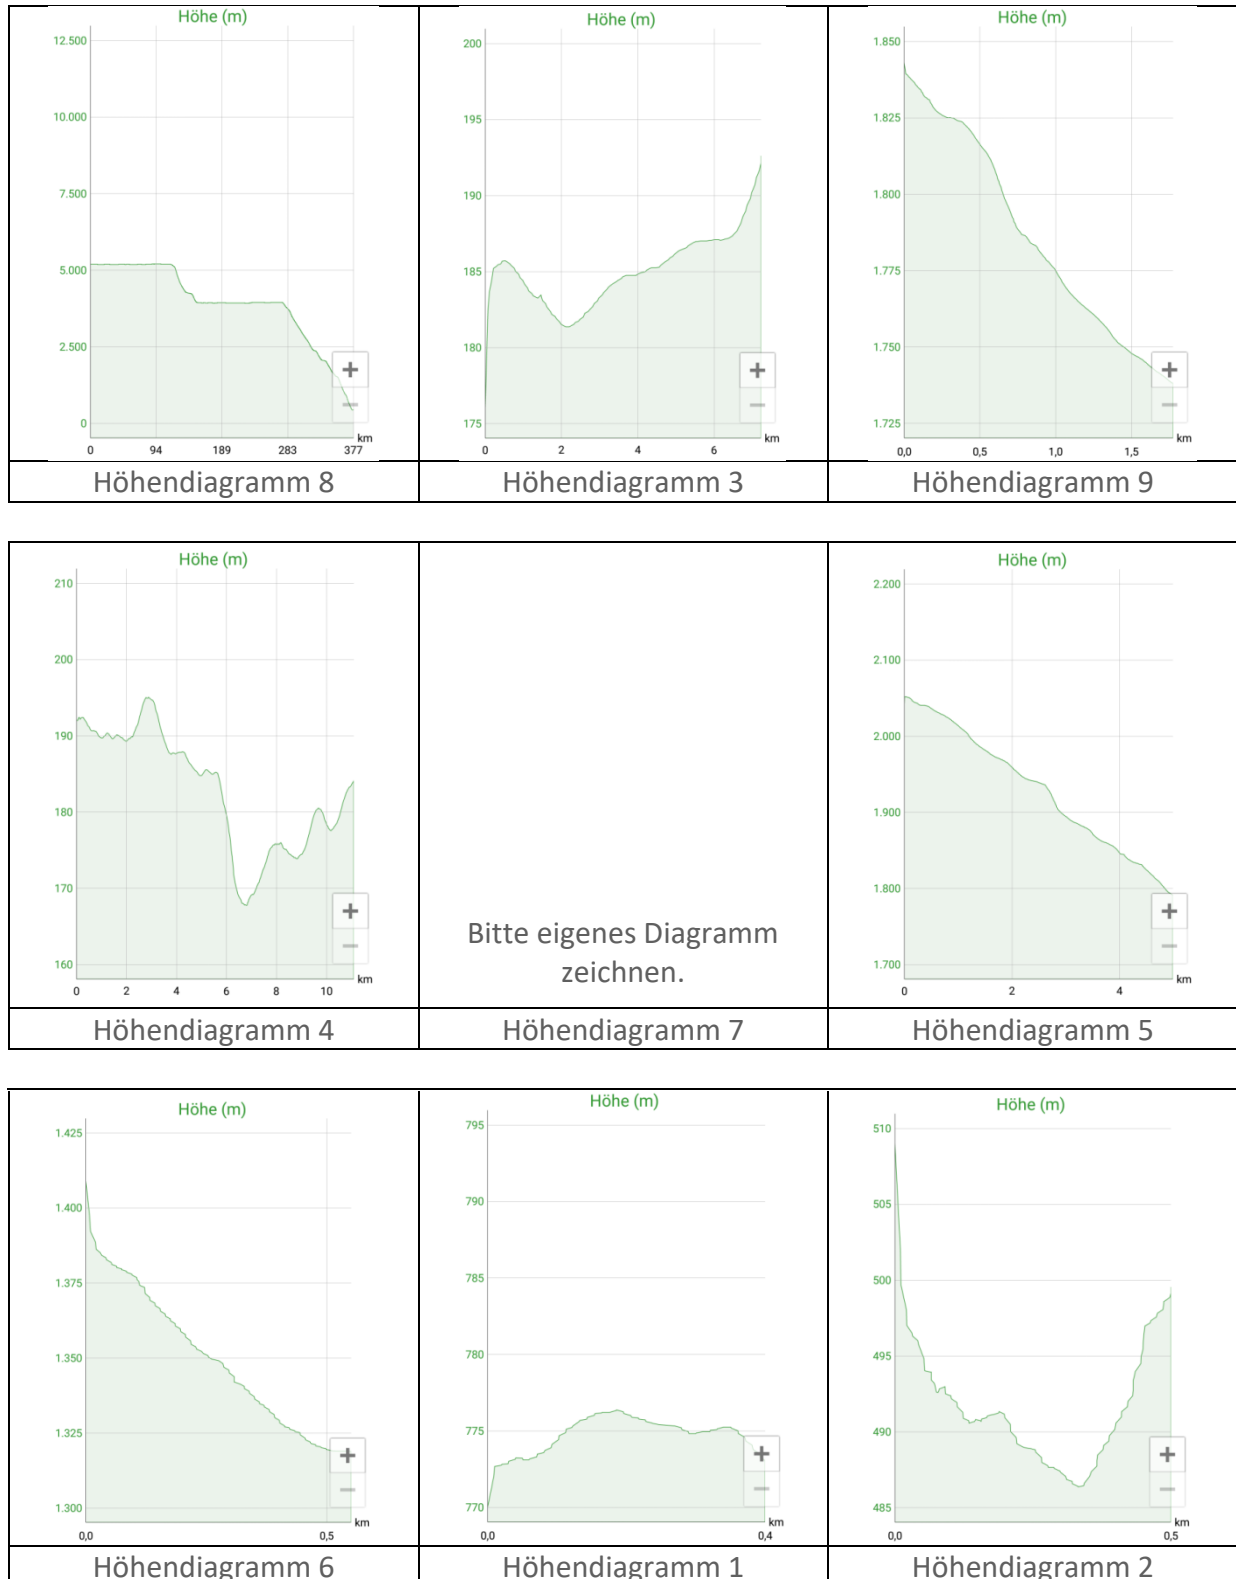 Höhe (m)
12.500
10.000
7.500
5.000
2.500
0
+
−
km
0 94 189 283 377
Höhendiagramm 8
Höhe (m)
200
195
190
185
180
175
+
−
km
0 2 4 6
Höhendiagramm 3
Höhe (m)
1.850
1.825
1.800
1.775
1.750
1.725
+
−
km
0,0 0,5 1,0 1,5
Höhendiagramm 9
Höhe (m)
210
200
190
180
170
160
+
−
km
0 2 4 6 8 10
Höhendiagramm 4
Bitte eigenes Diagramm
zeichnen.
Höhendiagramm 7
Höhe (m)
2.200
2.100
2.000
1.900
1.800
1.700
+
−
km
0 2 4
Höhendiagramm 5
Höhe (m)
1.425
1.400
1.375
1.350
1.325
1.300
+
−
km
0,0 0,5
Höhendiagramm 6
Höhe (m)
795
790
785
780
775
770
+
−
km
0,0 0,4
Höhendiagramm 1
Höhe (m)
510
505
500
495
490
485
+
−
km
0,0 0,5
Höhendiagramm 2